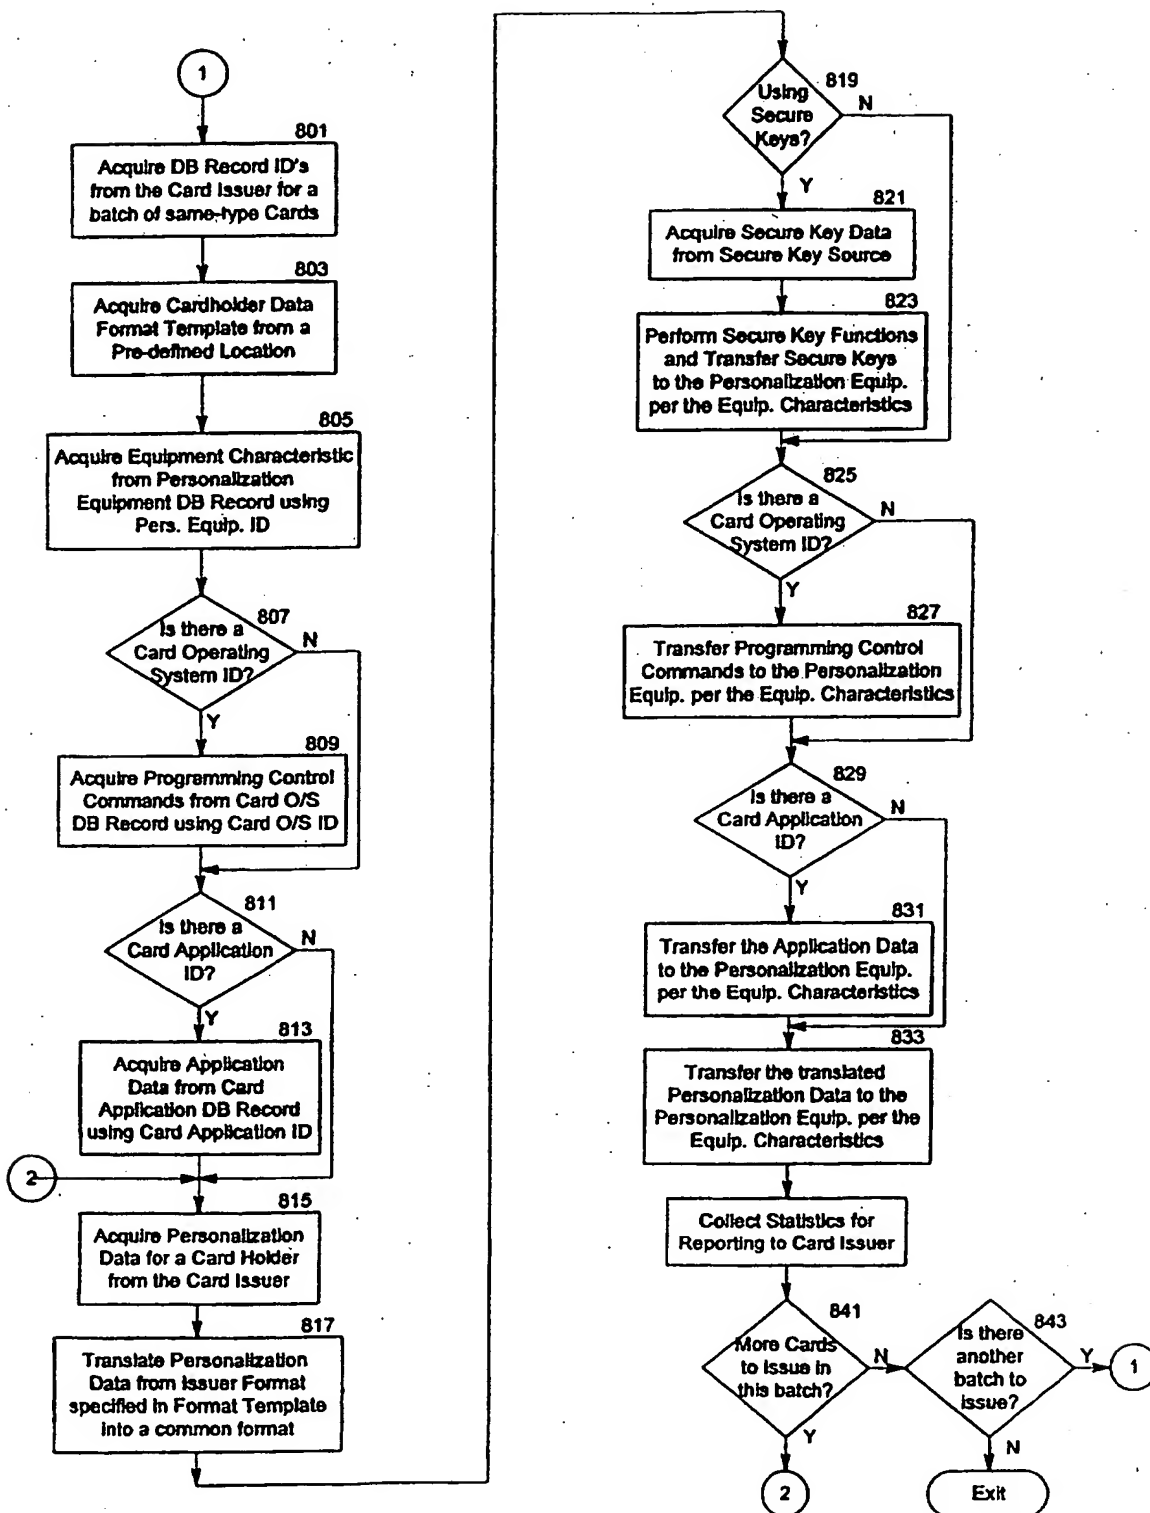 1
801
Acquire DB Record ID's
from the Card Issuer for a
batch of same-type Cards
803
Acquire Cardholder Data
Format Template from a
Pre-defined Location
805
Acquire Equipment Characteristic
from Personalization
Equipment DB Record using
Pers. Equip. ID
807
Is there a
Card Operating
System ID?
N
Y
809
Acquire Programming Control
Commands from Card O/S
DB Record using Card O/S ID
811
Is there a
Card Application
ID?
N
Y
813
Acquire Application
Data from Card
Application DB Record
using Card Application ID
2
815
Acquire Personalization
Data for a Card Holder
from the Card Issuer
817
Translate Personalization
Data from Issuer Format
specified in Format Template
into a common format
819
Using
Secure
Keys?
N
Y
821
Acquire Secure Key Data
from Secure Key Source
823
Perform Secure Key Functions
and Transfer Secure Keys
to the Personalization Equip.
per the Equip. Characteristics
825
Is there a
Card Operating
System ID?
N
Y
827
Transfer Programming Control
Commands to the Personalization
Equip. per the Equip. Characteristics
829
Is there a
Card Application
ID?
N
Y
831
Transfer the Application Data
to the Personalization Equip.
per the Equip. Characteristics
833
Transfer the translated
Personalization Data to the
Personalization Equip. per the
Equip. Characteristics
Collect Statistics for
Reporting to Card Issuer
841
More Cards
to issue in
this batch?
N
Y
2
843
Is there
another
batch to
issue?
Y
1
N
Exit